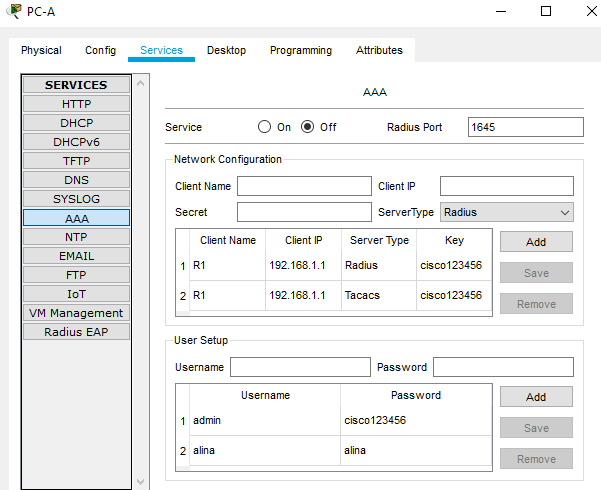 PC-A
Physical Config Services Desktop Programming Attributes
SERVICES
HTTP
DHCP
DHCPv6
TFTP
DNS
SYSLOG
AAA
NTP
EMAIL
FTP
IoT
VM Management
Radius EAP
AAA
Service On Off Radius Port 1645
Network Configuration
Client Name Client IP
Secret ServerType Radius
Client Name Client IP Server Type Key
1 R1 192.168.1.1 Radius cisco123456
2 R1 192.168.1.1 Tacacs cisco123456
Add
Save
Remove
User Setup
Username Password
Username Password
1 admin cisco123456
2 alina alina
Add
Save
Remove